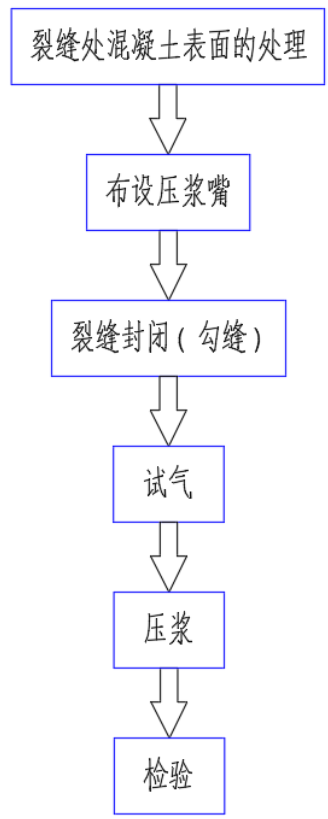 裂缝处混凝土表面的处理
布设压浆嘴
裂缝封闭(勾缝)
试气
压浆
检验